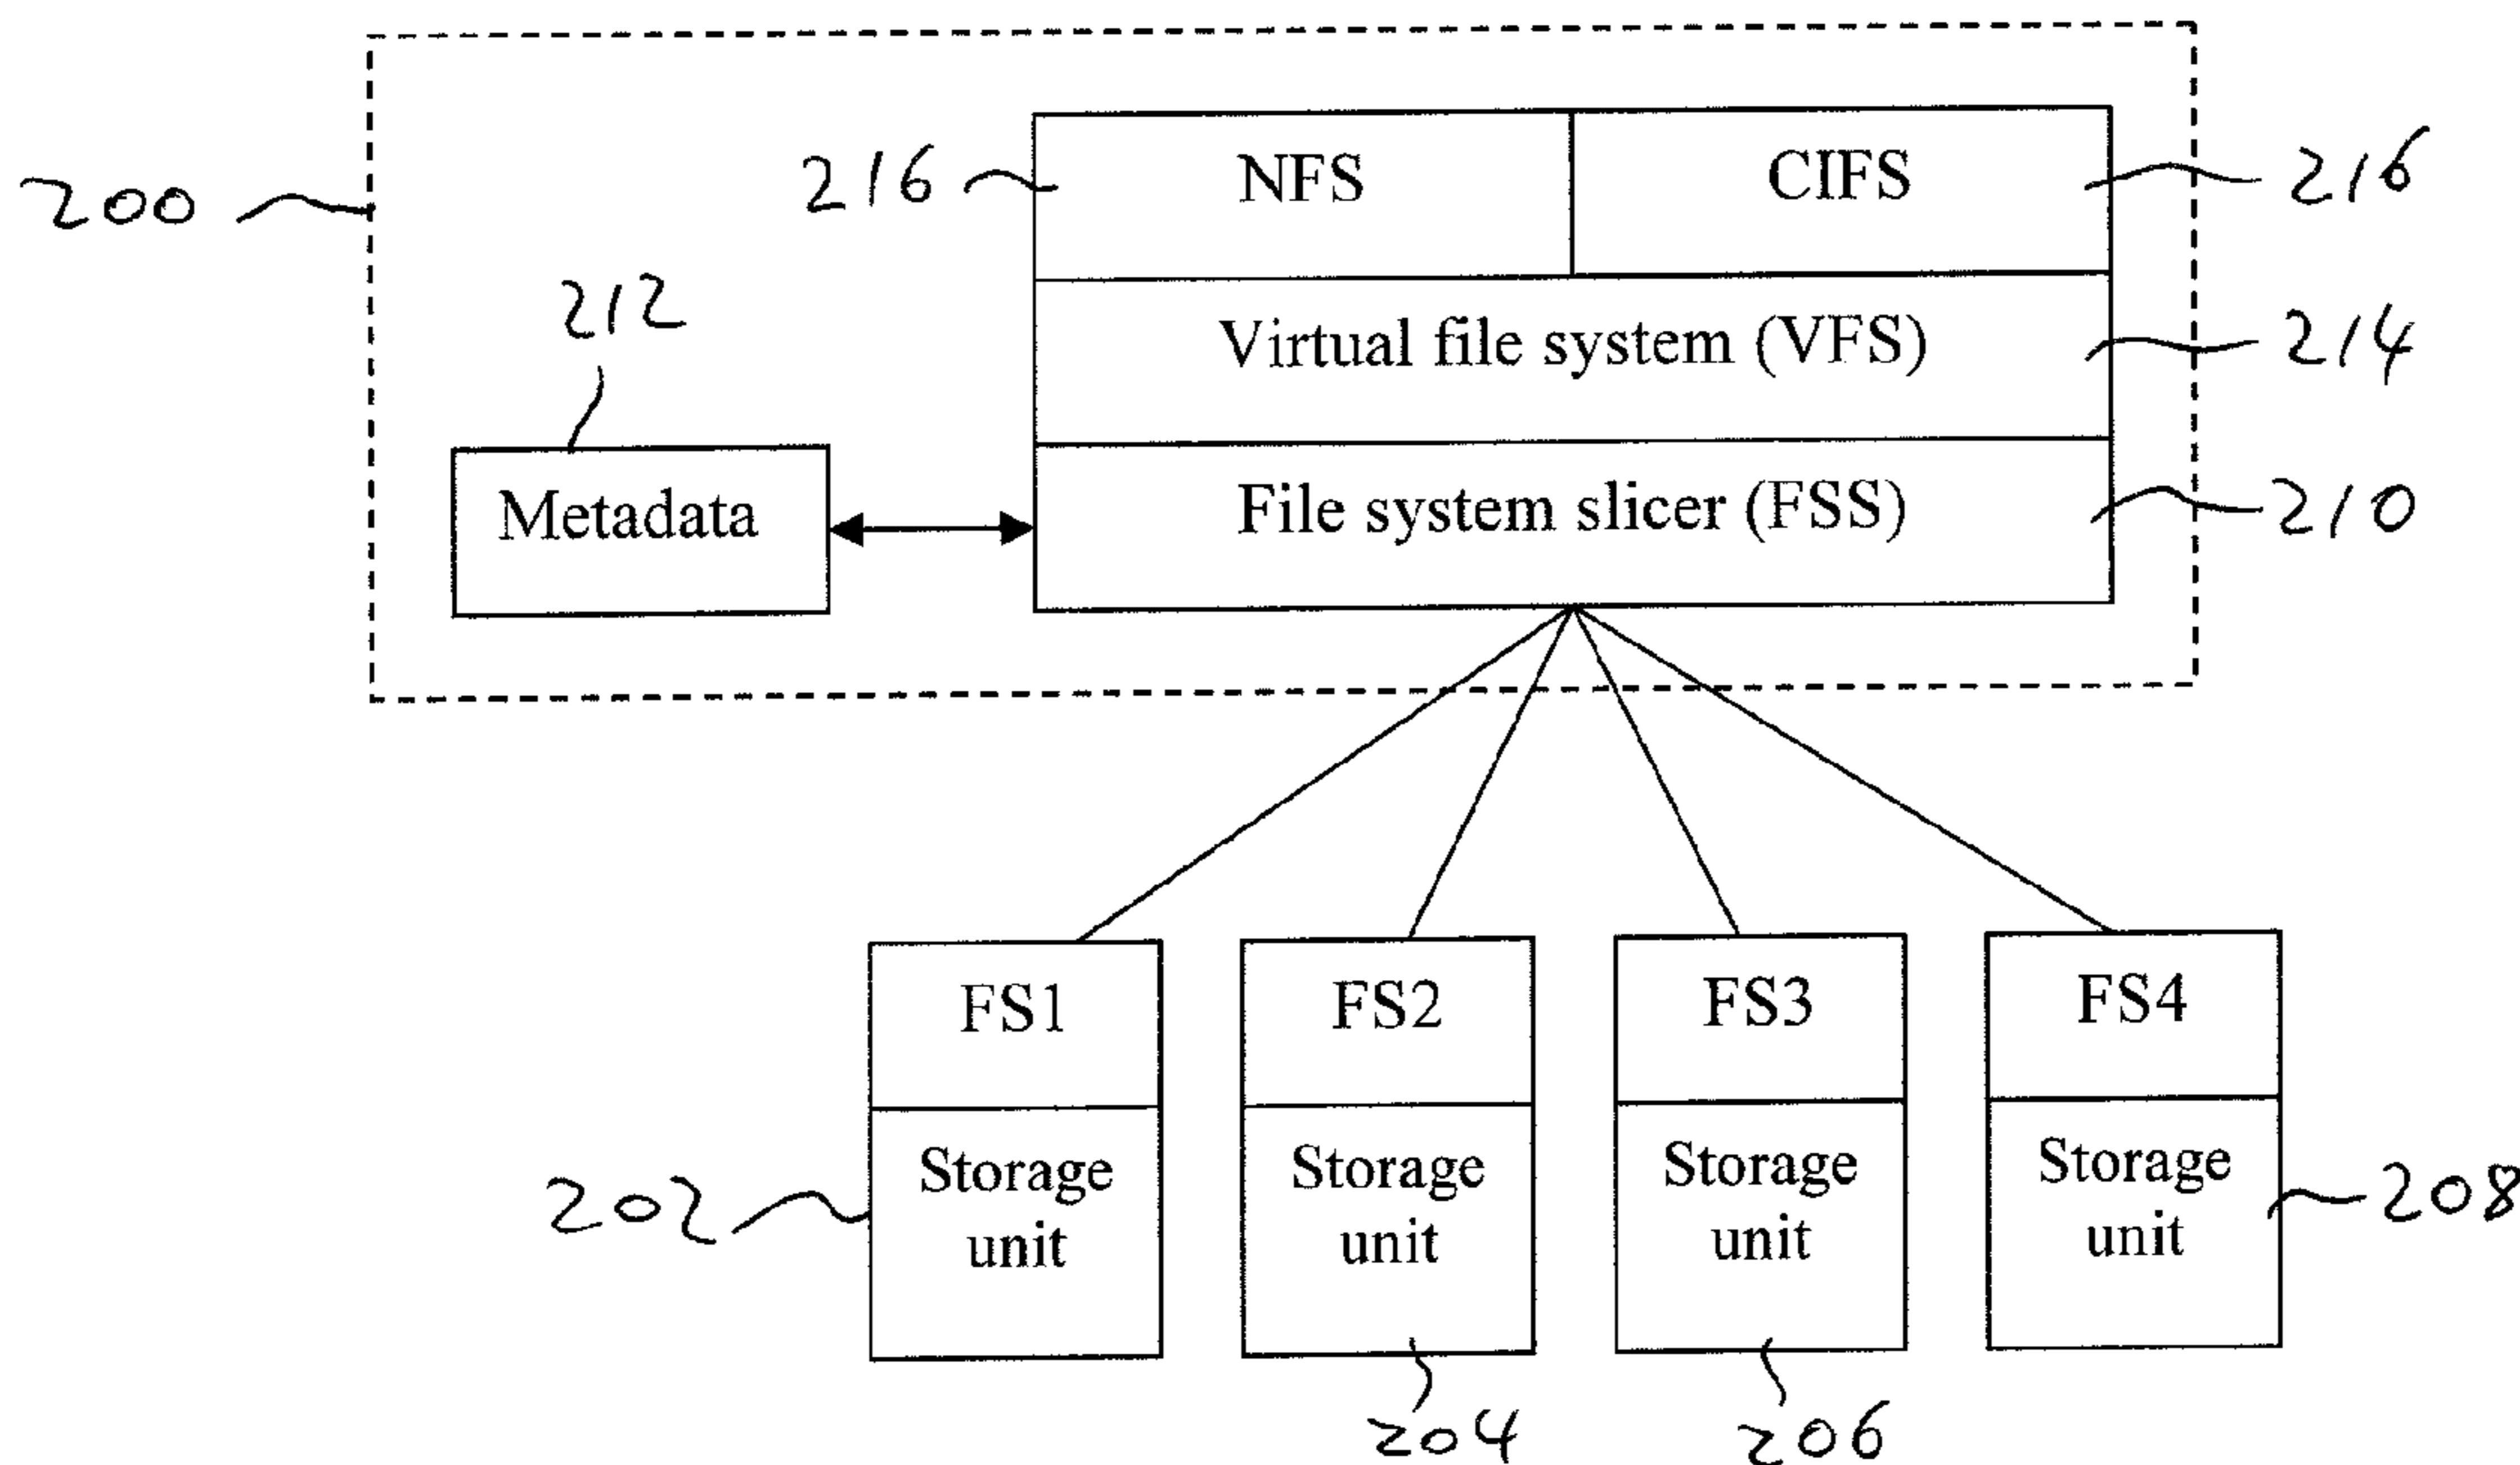 200
216
NFS
CIFS
216
212
Virtual file system (VFS)
214
Metadata
File system slicer (FSS)
210
FS1
FS2
FS3
FS4
202
Storage
unit
Storage
unit
Storage
unit
Storage
unit
208
204
206